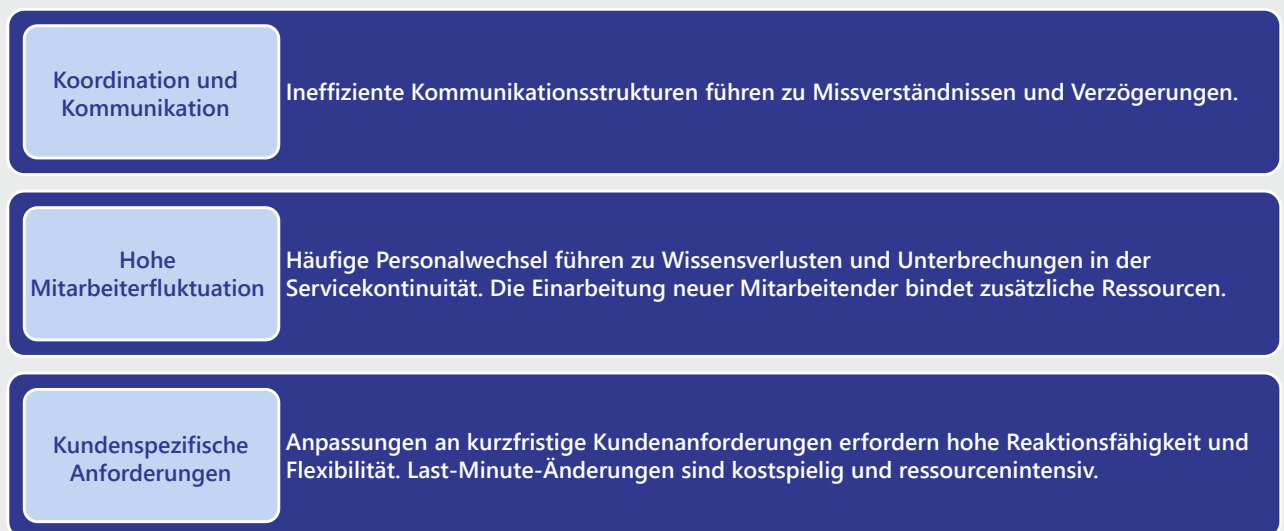 Koordination und
Kommunikation
Ineffiziente Kommunikationsstrukturen führen zu Missverständnissen und Verzögerungen.
Hohe
Mitarbeiterfluktuation
Häufige Personalwechsel führen zu Wissensverlusten und Unterbrechungen in der
Servicekontinuität. Die Einarbeitung neuer Mitarbeitender bindet zusätzliche Ressourcen.
Kundenspezifische
Anforderungen
Anpassungen an kurzfristige Kundenanforderungen erfordern hohe Reaktionsfähigkeit und
Flexibilität. Last-Minute-Änderungen sind kostspielig und ressourcenintensiv.